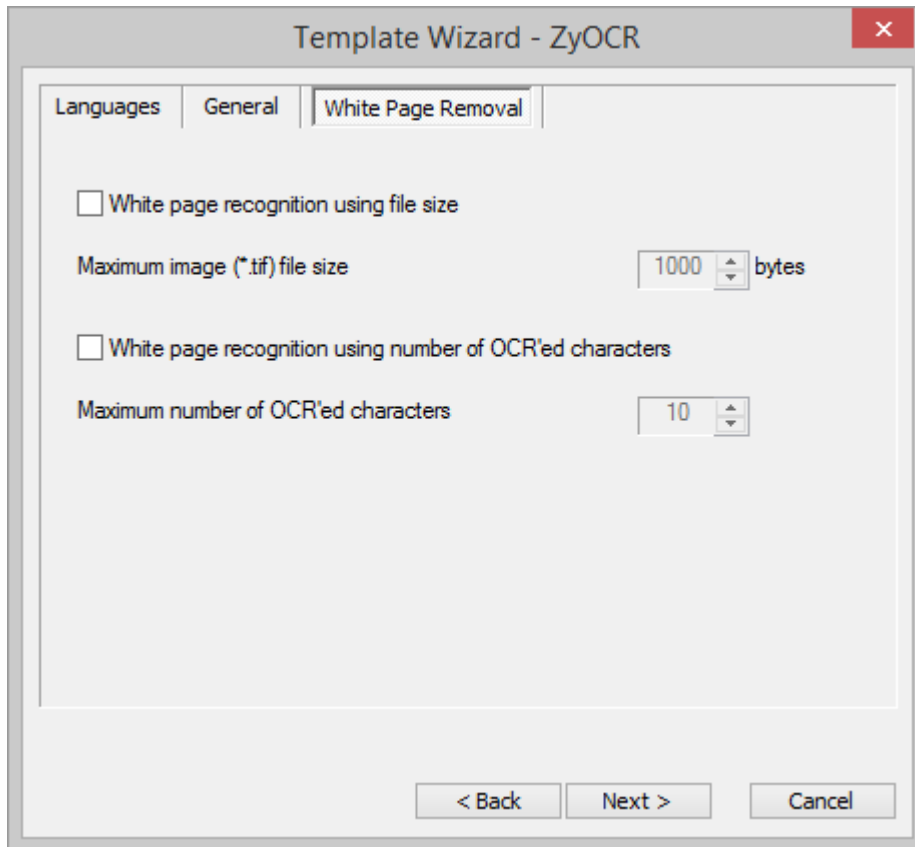 Template Wizard - ZyOCR
Languages General White Page Removal
White page recognition using file size
Maximum image (*.tif) file size 1000 bytes
White page recognition using number of OCR'ed characters
Maximum number of OCR'ed characters 10
< Back Next > Cancel